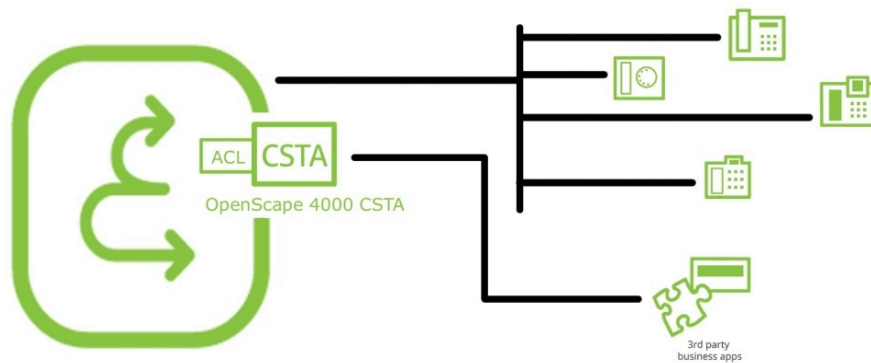 ACL
CSTA
OpenScape 4000 CSTA
3rd party
business apps